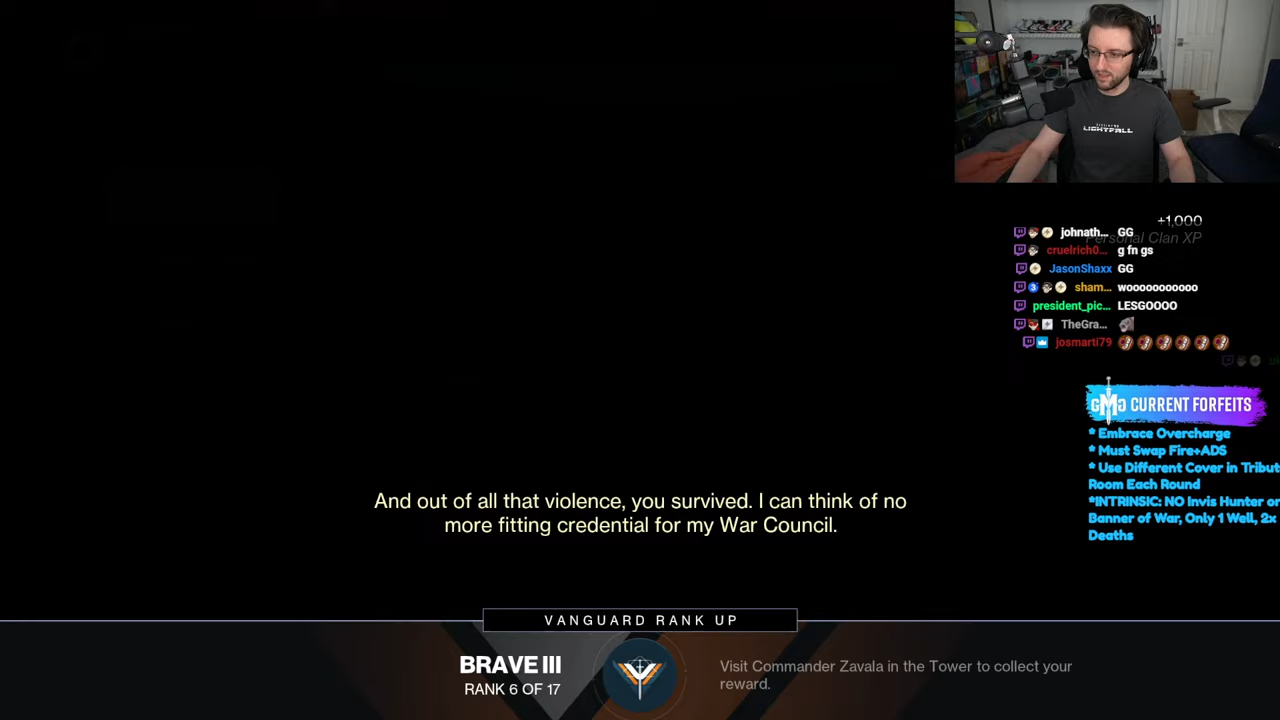 LIGHTFALL
+1,000
Personal Clan XP
johnath... GG
cruelrich0... g fn gs
JasonShaxx GG
3 sham... wooooooooooo
president_pic... LESGOOOO
TheGra...
josmarti79
GMG CURRENT FORFEITS
* Embrace Overcharge
* Must Swap Fire+ADS
* Use Different Cover in Tribut
Room Each Round
*INTRINSIC: NO Invis Hunter or
Banner of War, Only 1 Well, 2x
Deaths
And out of all that violence, you survived. I can think of no
more fitting credential for my War Council.
VANGUARD RANK UP
BRAVE III
RANK 6 OF 17
Visit Commander Zavala in the Tower to collect your
reward.